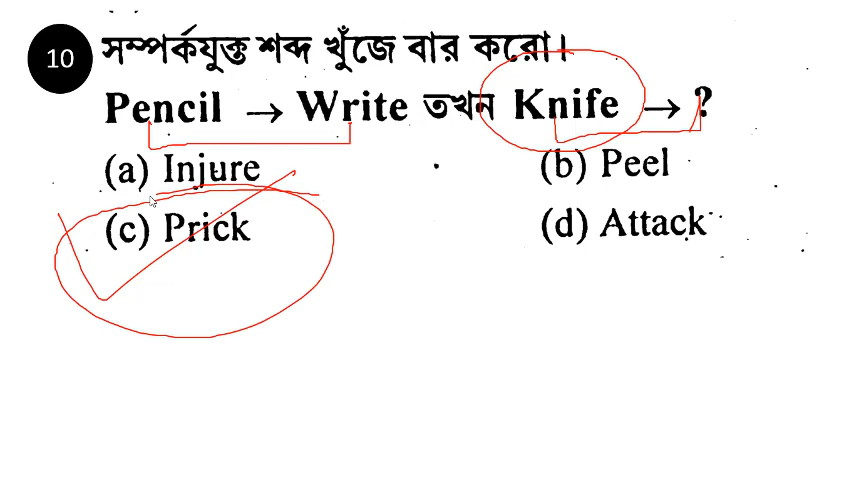 10 সম্পর্কযুক্ত শব্দ খুঁজে বার করো।
Pencil → Write তখন Knife → ?
(a) Injure (b) Peel
(c) Prick (d) Attack